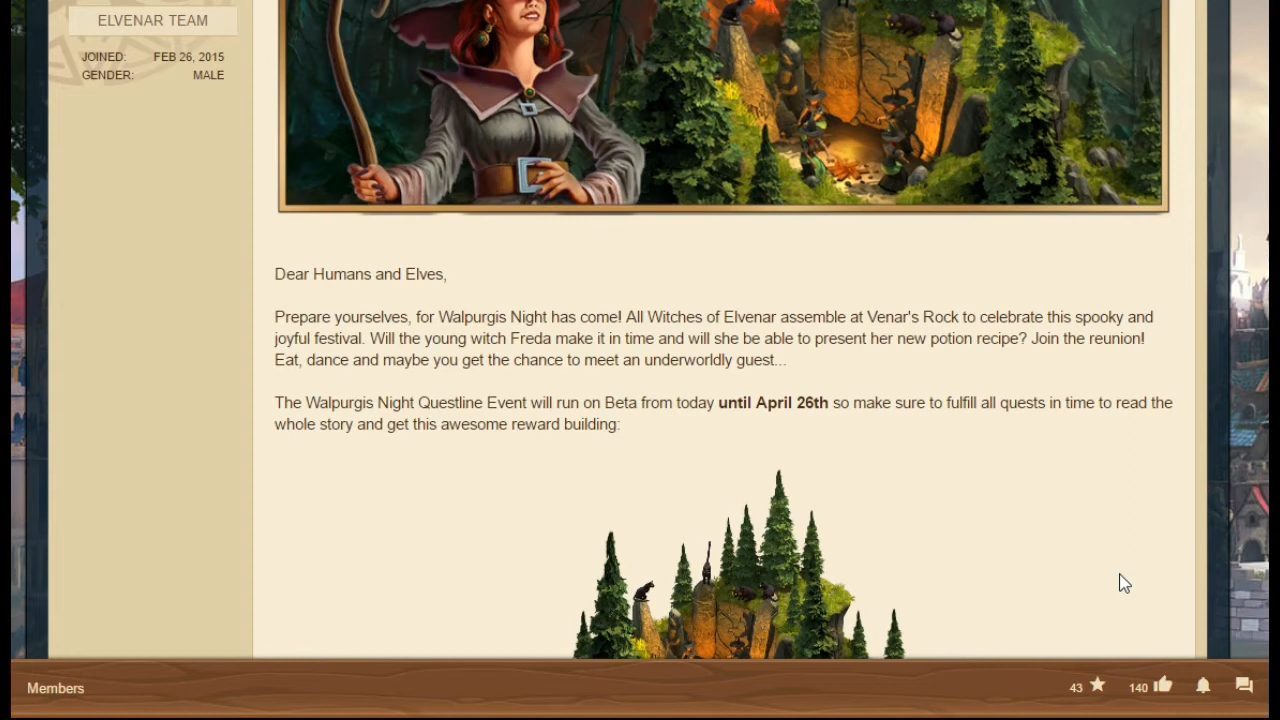 ELVENAR TEAM
JOINED: FEB 26, 2015
GENDER: MALE
Dear Humans and Elves,
Prepare yourselves, for Walpurgis Night has come! All Witches of Elvenar assemble at Venar's Rock to celebrate this spooky and
joyful festival. Will the young witch Freda make it in time and will she be able to present her new potion recipe? Join the reunion!
Eat, dance and maybe you get the chance to meet an underworldly guest...
The Walpurgis Night Questline Event will run on Beta from today until April 26th so make sure to fulfill all quests in time to read the
whole story and get this awesome reward building:
Members 43 140